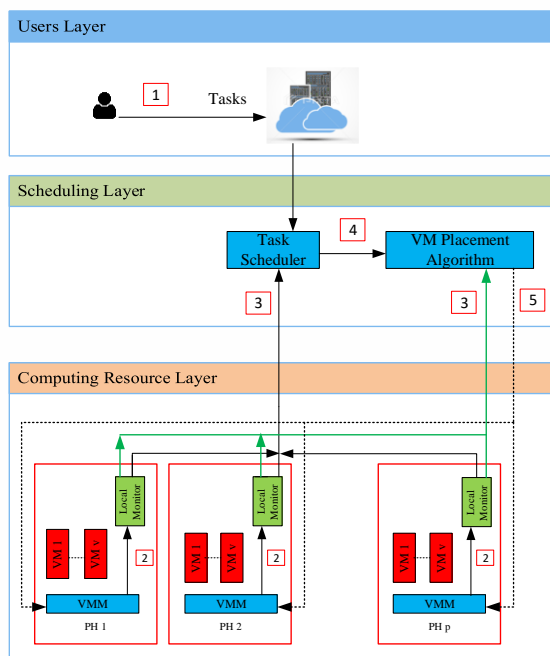 Users Layer
1
Tasks
Scheduling Layer
Task
Scheduler
4
VM Placement
Algorithm
3
3
5
Computing Resource Layer
Local
Monitor
Local
Monitor
Local
Monitor
VM 1
VM v
2
VM 1
VM v
2
VM 1
VM v
2
VMM
VMM
VMM
PH 1
PH 2
PH p